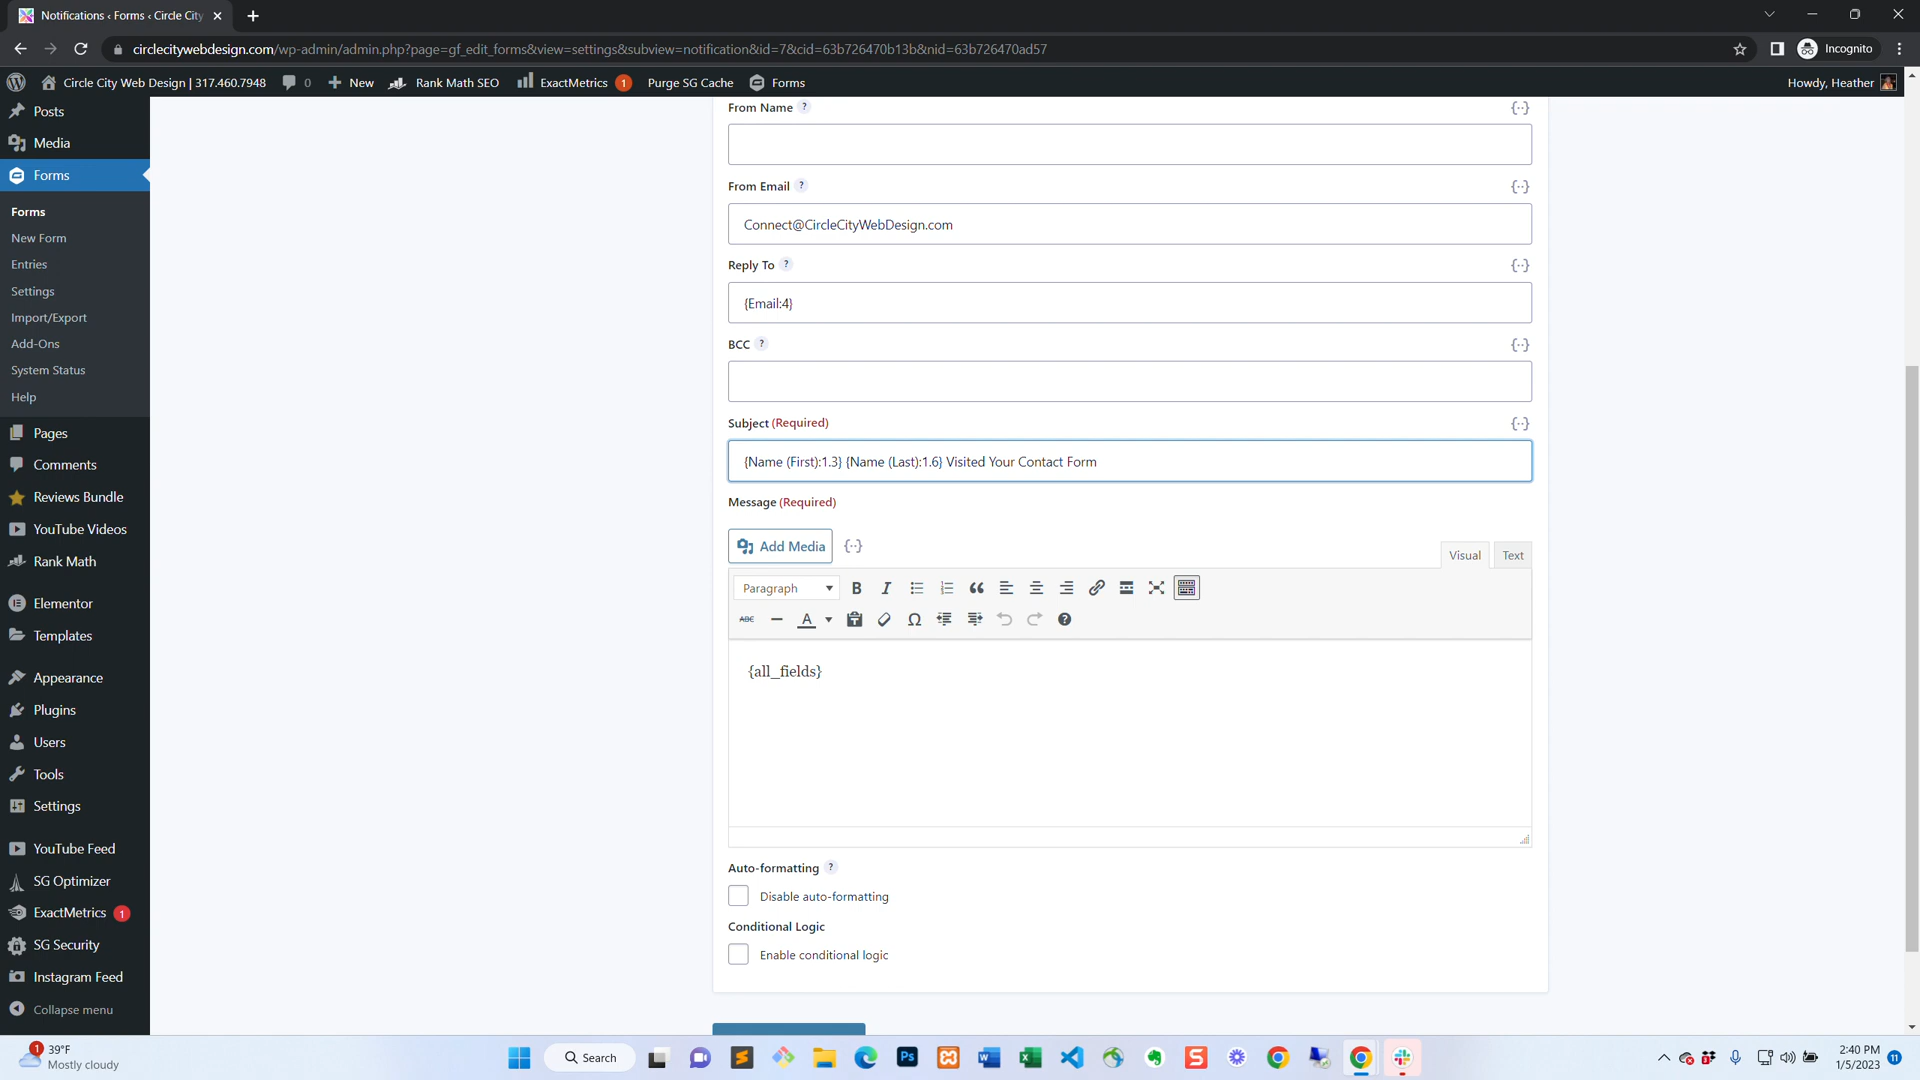 Notifications ‹ Forms ‹ Circle City
circlecitywebdesign.com/wp-admin/admin.php?page=gf_edit_forms&view=settings&subview=notification&id=7&cid=63b726470b13b&nid=63b726470ad57
Incognito
Circle City Web Design | 317.460.7948
0
New
Rank Math SEO
ExactMetrics 1
Purge SG Cache
Forms
Howdy, Heather
Posts
Media
Forms
Forms
New Form
Entries
Settings
Import/Export
Add-Ons
System Status
Help
Pages
Comments
Reviews Bundle
YouTube Videos
Rank Math
Elementor
Templates
Appearance
Plugins
Users
Tools
Settings
YouTube Feed
SG Optimizer
ExactMetrics 1
SG Security
Instagram Feed
Collapse menu
From Name ?
From Email ?
Connect@CircleCityWebDesign.com
Reply To ?
{Email:4}
BCC ?
Subject (Required)
{Name (First):1.3} {Name (Last):1.6} Visited Your Contact Form
Message (Required)
Add Media
Visual
Text
Paragraph
B I
ABC A Ω ?
{all_fields}
Auto-formatting ?
Disable auto-formatting
Conditional Logic
Enable conditional logic
1
39°F
Mostly cloudy
Search
Ps
2:40 PM
1/5/2023
11